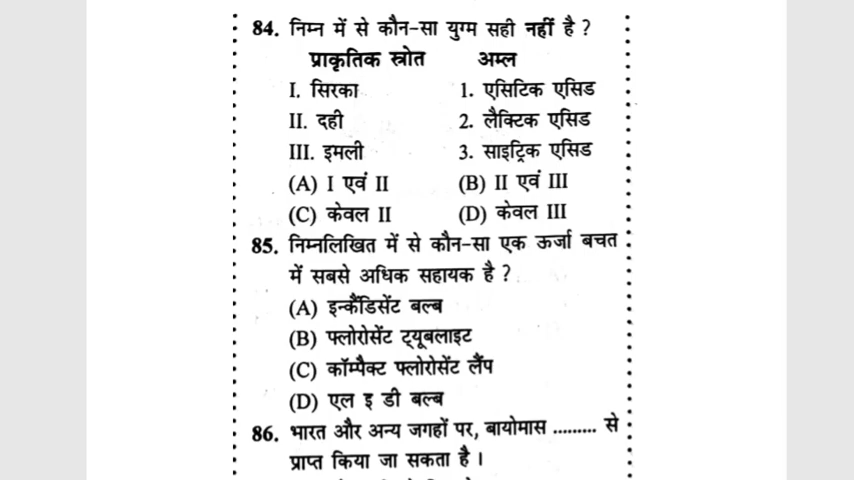 84. निम्न में से कौन-सा युग्म सही नहीं है ?
प्राकृतिक स्त्रोत अम्ल
I. सिरका 1. एसिटिक एसिड
II. दही 2. लैक्टिक एसिड
III. इमली 3. साइट्रिक एसिड
(A) I एवं II (B) II एवं III
(C) केवल II (D) केवल III
85. निम्नलिखित में से कौन-सा एक ऊर्जा बचत
में सबसे अधिक सहायक है ?
(A) इन्कैंडिसेंट बल्ब
(B) फ्लोरोसेंट ट्यूबलाइट
(C) कॉम्पैक्ट फ्लोरोसेंट लैंप
(D) एल इ डी बल्ब
86. भारत और अन्य जगहों पर, बायोमास ......... से
प्राप्त किया जा सकता है ।